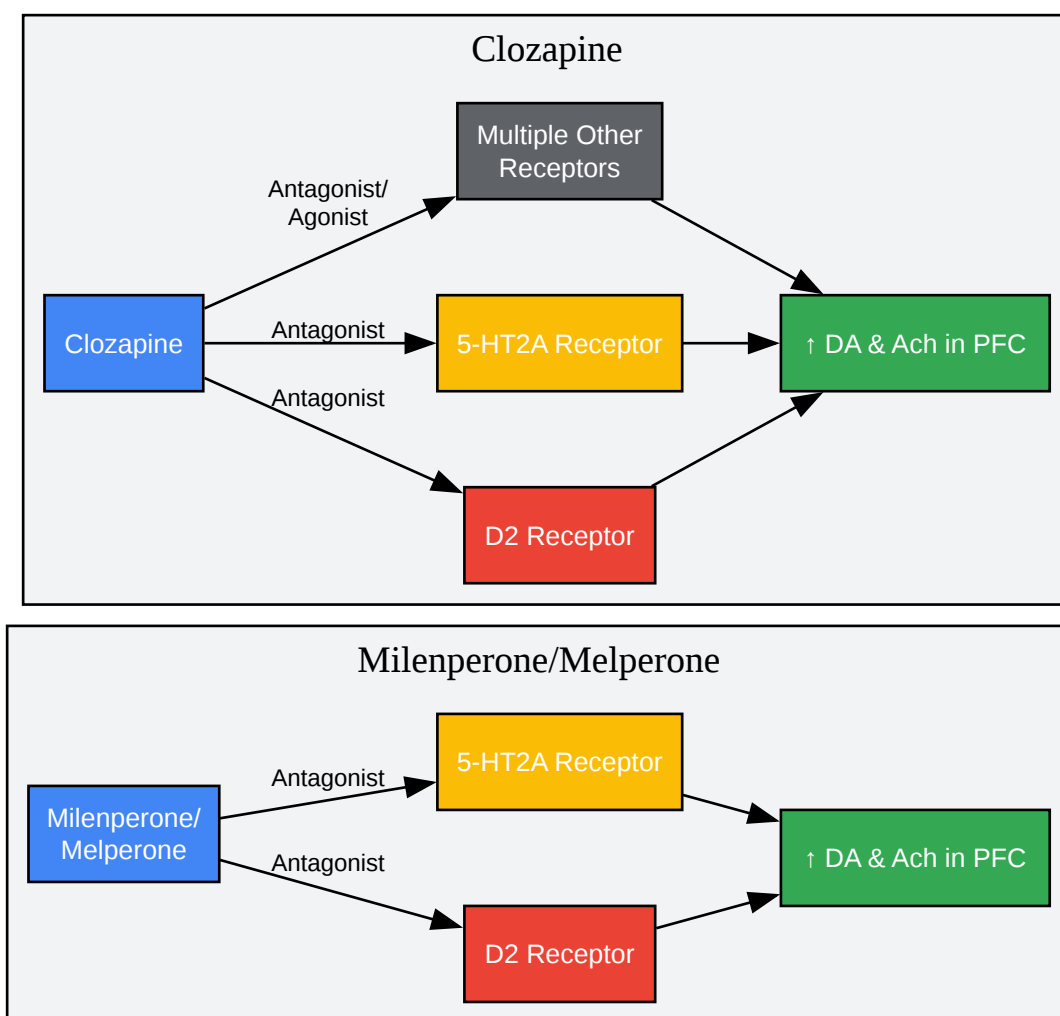 Clozapine
Multiple Other
Receptors
Antagonist/
Agonist
Clozapine
Antagonist
5-HT2A Receptor
↑ DA & Ach in PFC
Antagonist
D2 Receptor
Milenperone/Melperone
5-HT2A Receptor
Antagonist
Milenperone/
Melperone
↑ DA & Ach in PFC
Antagonist
D2 Receptor